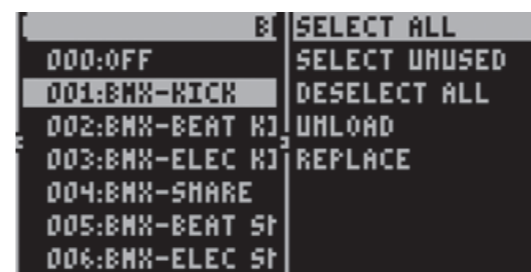 SELECT ALL
000:OFF
SELECT UNUSED
001:BMX-KICK
DESELECT ALL
002:BMX-BEAT
UNLOAD
003:BMX-ELEC
REPLACE
004:BMX-SNARE
005:BMX-BEAT
006:BMX-ELEC